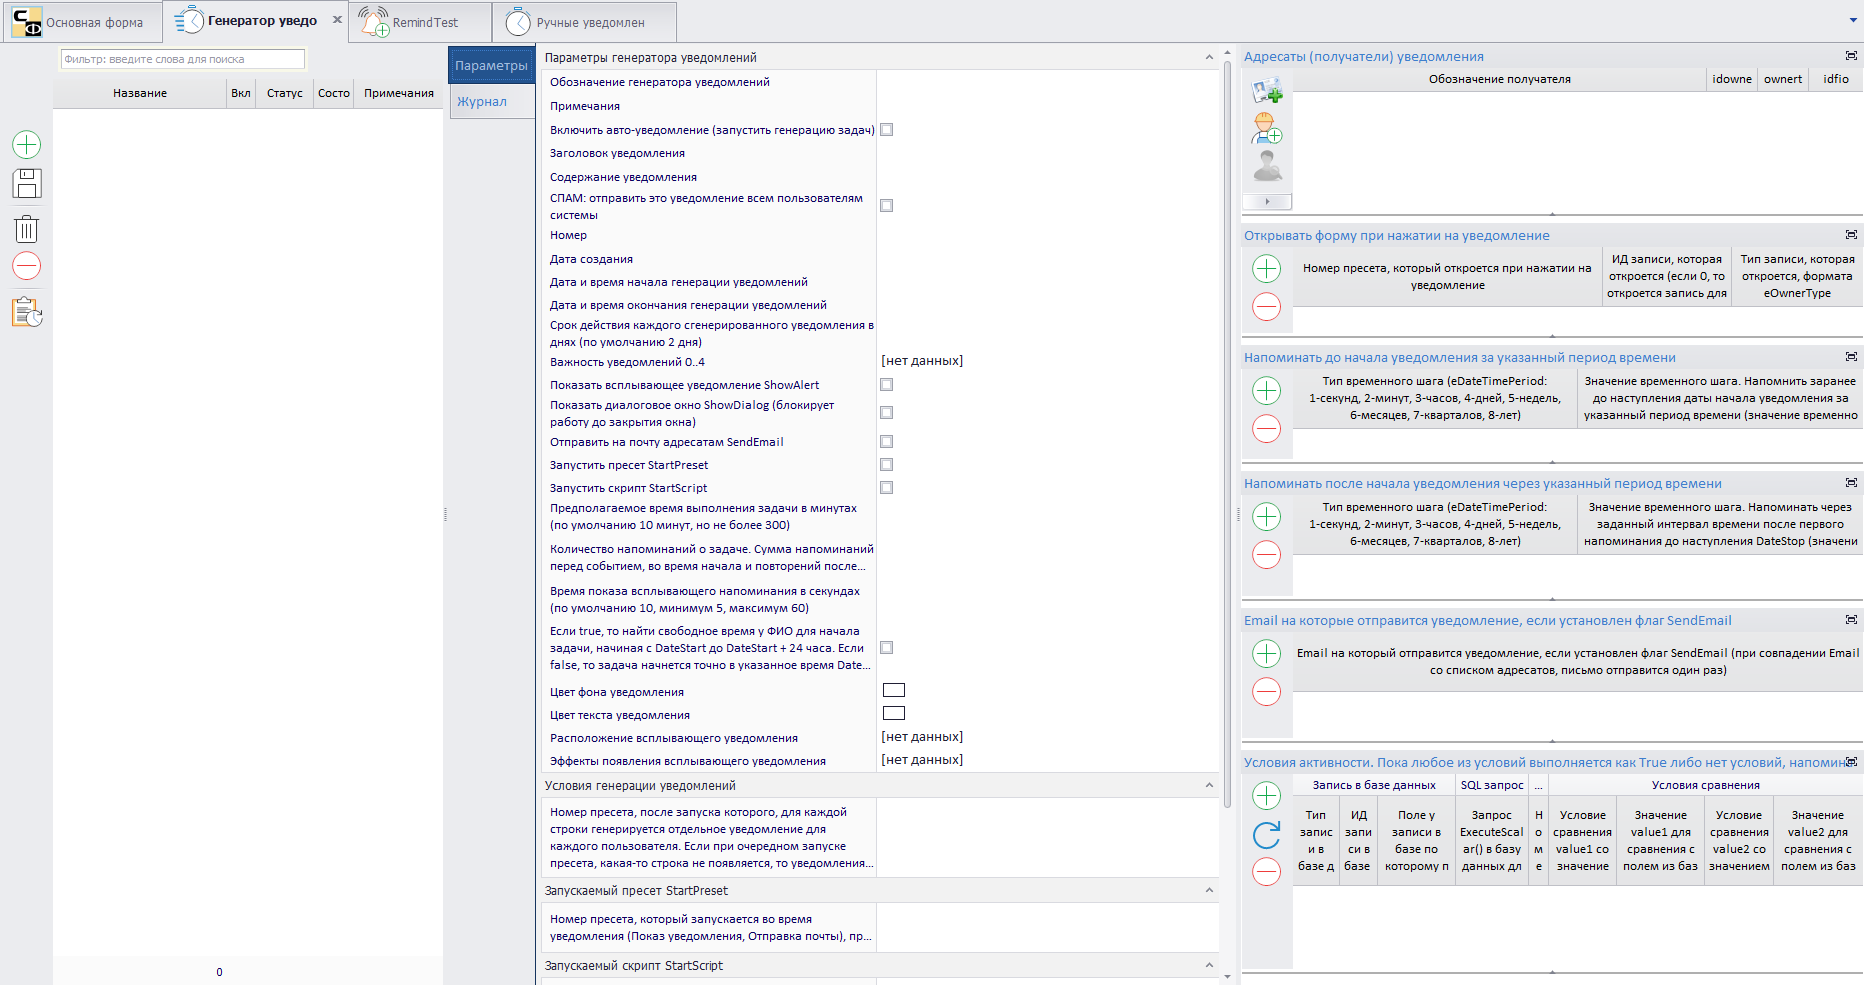 Основная форма
Генератор уведо
RemindTest
Ручные уведомлен
Фильтр: введите слова для поиска
Название Вкл Статус Состо Примечания
0
Параметры
Журнал
Параметры генератора уведомлений
Обозначение генератора уведомлений
Примечания
Включить авто-уведомление (запустить генерацию задач)
Заголовок уведомления
Содержание уведомления
СПАМ: отправить это уведомление всем пользователям
системы
Номер
Дата создания
Дата и время начала генерации уведомлений
Дата и время окончания генерации уведомлений
Срок действия каждого сгенерированного уведомления в
днях (по умолчанию 2 дня)
Важность уведомлений 0..4 [нет данных]
Показать всплывающее уведомление ShowAlert
Показать диалоговое окно ShowDialog (блокирует
работу до закрытия окна)
Отправить на почту адресатам SendEmail
Запустить пресет StartPreset
Запустить скрипт StartScript
Предполагаемое время выполнения задачи в минутах
(по умолчанию 10 минут, но не более 300)
Количество напоминаний о задаче. Сумма напоминаний
перед событием, во время начала и повторений после...
Время показа всплывающего напоминания в секундах
(по умолчанию 10, минимум 5, максимум 60)
Если true, то найти свободное время у ФИО для начала
задачи, начиная с DateStart до DateStart + 24 часа. Если
false, то задача начнется точно в указанное время Date...
Цвет фона уведомления
Цвет текста уведомления
Расположение всплывающего уведомления [нет данных]
Эффекты появления всплывающего уведомления [нет данных]
Условия генерации уведомлений
Номер пресета, после запуска которого, для каждой
строки генерируется отдельное уведомление для
каждого пользователя. Если при очередном запуске
пресета, какая-то строка не появляется, то уведомления...
Запускаемый пресет StartPreset
Номер пресета, который запускается во время
уведомления (Показ уведомления, Отправка почты), пр...
Запускаемый скрипт StartScript
Адресаты (получатели) уведомления
Обозначение получателя idowne ownert idfio
Открывать форму при нажатии на уведомление
Номер пресета, который откроется при нажатии на
уведомление
ИД записи, которая
откроется (если 0, то
откроется запись для
Тип записи, которая
откроется, формата
eOwnerType
Напоминать до начала уведомления за указанный период времени
Тип временного шага (eDateTimePeriod:
1-секунд, 2-минут, 3-часов, 4-дней, 5-недель,
6-месяцев, 7-кварталов, 8-лет)
Значение временного шага. Напомнить заранее
до наступления даты начала уведомления за
указанный период времени (значение временно
Напоминать после начала уведомления через указанный период времени
Тип временного шага (eDateTimePeriod:
1-секунд, 2-минут, 3-часов, 4-дней, 5-недель,
6-месяцев, 7-кварталов, 8-лет)
Значение временного шага. Напоминать через
заданный интервал времени после первого
напоминания до наступления DateStop (значени
Email на которые отправится уведомление, если установлен флаг SendEmail
Email на который отправится уведомление, если установлен флаг SendEmail (при совпадении Email
со списком адресатов, письмо отправится один раз)
Условия активности. Пока любое из условий выполняется как True либо нет условий, напомин
Запись в базе данных SQL запрос ... Условия сравнения
Тип
запис
и в
базе д
ИД
запи
си в
базе
Поле у
записи в
базе по
которому п
Запрос
ExecuteScal
ar() в базу
данных дл
Н
о
м
е
Условие
сравнения
value1 со
значение
Значение
value1 для
сравнения с
полем из баз
Условие
сравнения
value2 со
значением
Значение
value2 для
сравнения с
полем из баз